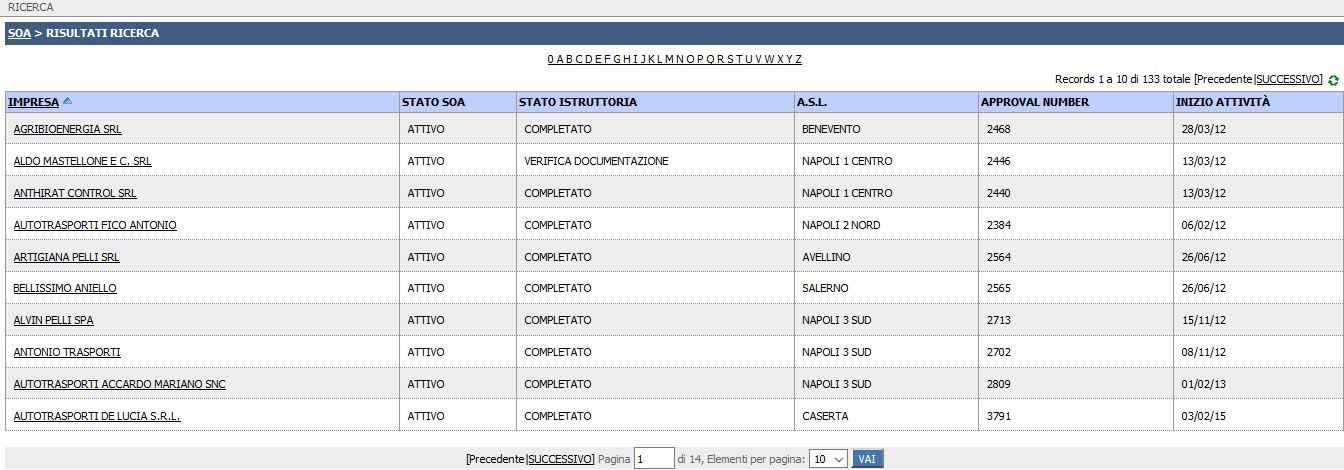 RICERCA
SOA > RISULTATI RICERCA
0 A B C D E F G H I J K L M N O P Q R S T U V W X Y Z
Records 1 a 10 di 133 totale [Precedente|SUCCESSIVO]
IMPRESA STATO SOA STATO ISTRUTTORIA A.S.L. APPROVAL NUMBER INIZIO ATTIVITÀ
AGRIBIOENERGIA SRL ATTIVO COMPLETATO BENEVENTO 2468 28/03/12
ALDO MASTELLONE E C. SRL ATTIVO VERIFICA DOCUMENTAZIONE NAPOLI 1 CENTRO 2446 13/03/12
ANTHIRAT CONTROL SRL ATTIVO COMPLETATO NAPOLI 1 CENTRO 2440 13/03/12
AUTOTRASPORTI FICO ANTONIO ATTIVO COMPLETATO NAPOLI 2 NORD 2384 06/02/12
ARTIGIANA PELLI SRL ATTIVO COMPLETATO AVELLINO 2564 26/06/12
BELLISSIMO ANIELLO ATTIVO COMPLETATO SALERNO 2565 26/06/12
ALVIN PELLI SPA ATTIVO COMPLETATO NAPOLI 3 SUD 2713 15/11/12
ANTONIO TRASPORTI ATTIVO COMPLETATO NAPOLI 3 SUD 2702 08/11/12
AUTOTRASPORTI ACCARDO MARIANO SNC ATTIVO COMPLETATO NAPOLI 3 SUD 2809 01/02/13
AUTOTRASPORTI DE LUCIA S.R.L. ATTIVO COMPLETATO CASERTA 3791 03/02/15
[Precedente|SUCCESSIVO] Pagina 1 di 14, Elementi per pagina: 10 VAI